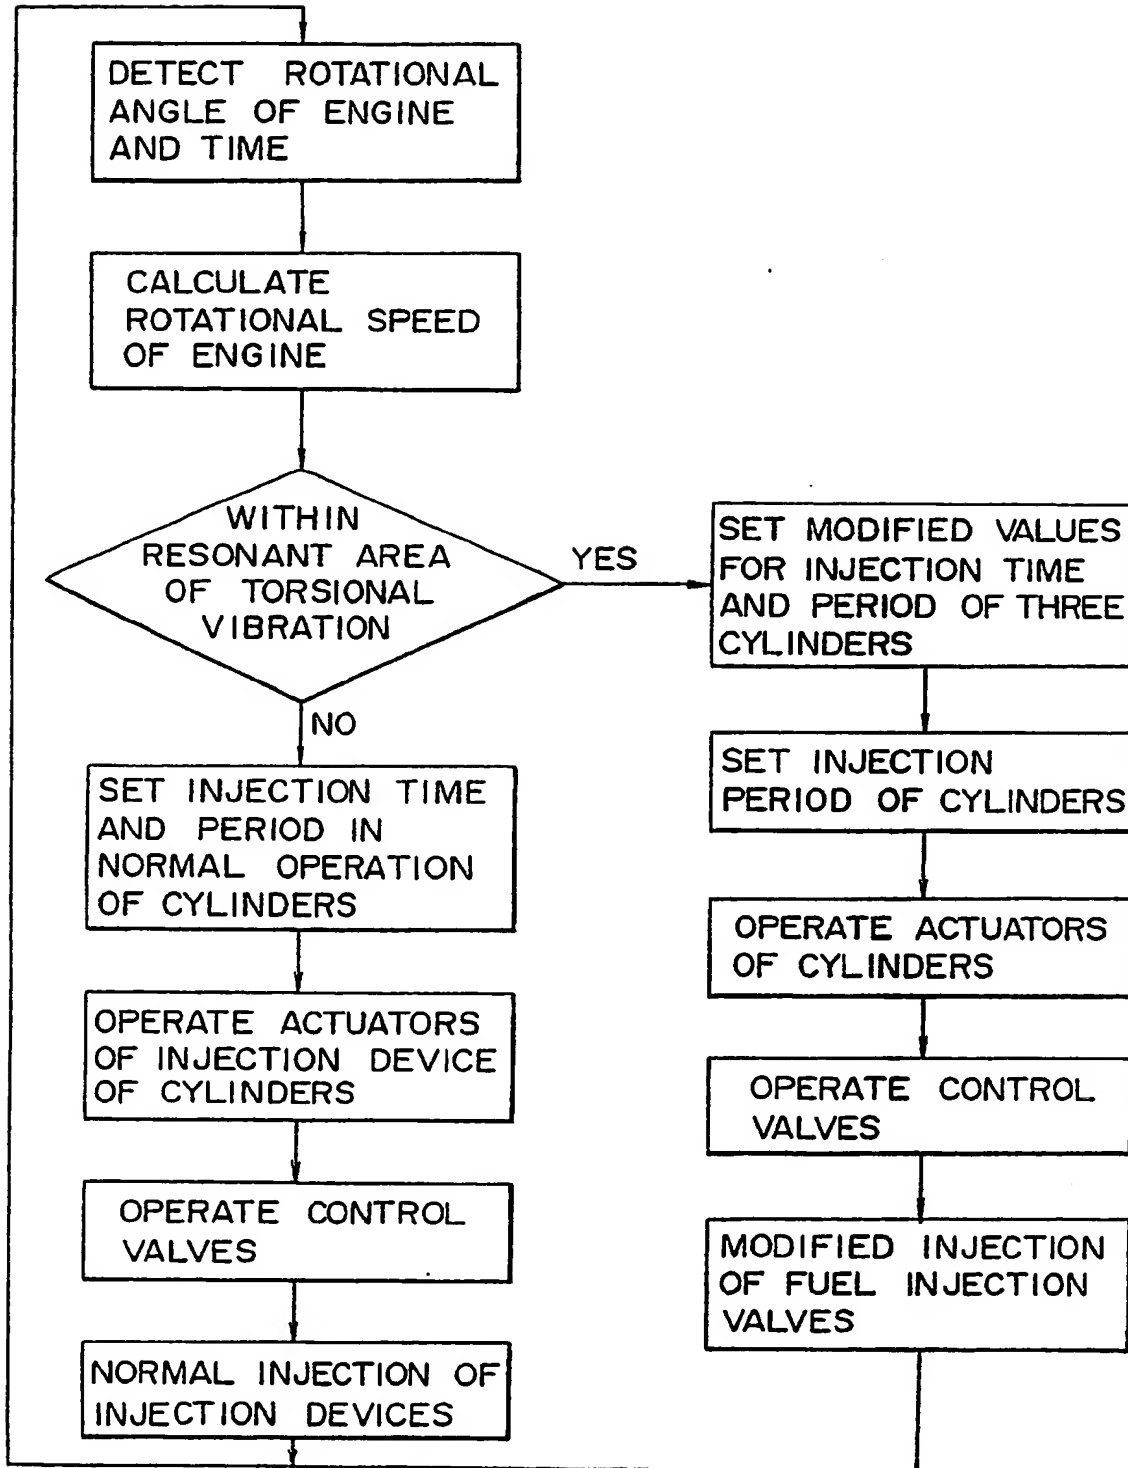 DETECT ROTATIONAL
ANGLE OF ENGINE
AND TIME
CALCULATE
ROTATIONAL SPEED
OF ENGINE
WITHIN
RESONANT AREA
OF TORSIONAL
VIBRATION
YES
NO
SET INJECTION TIME
AND PERIOD IN
NORMAL OPERATION
OF CYLINDERS
OPERATE ACTUATORS
OF INJECTION DEVICE
OF CYLINDERS
OPERATE CONTROL
VALVES
NORMAL INJECTION OF
INJECTION DEVICES
SET MODIFIED VALUES
FOR INJECTION TIME
AND PERIOD OF THREE
CYLINDERS
SET INJECTION
PERIOD OF CYLINDERS
OPERATE ACTUATORS
OF CYLINDERS
OPERATE CONTROL
VALVES
MODIFIED INJECTION
OF FUEL INJECTION
VALVES